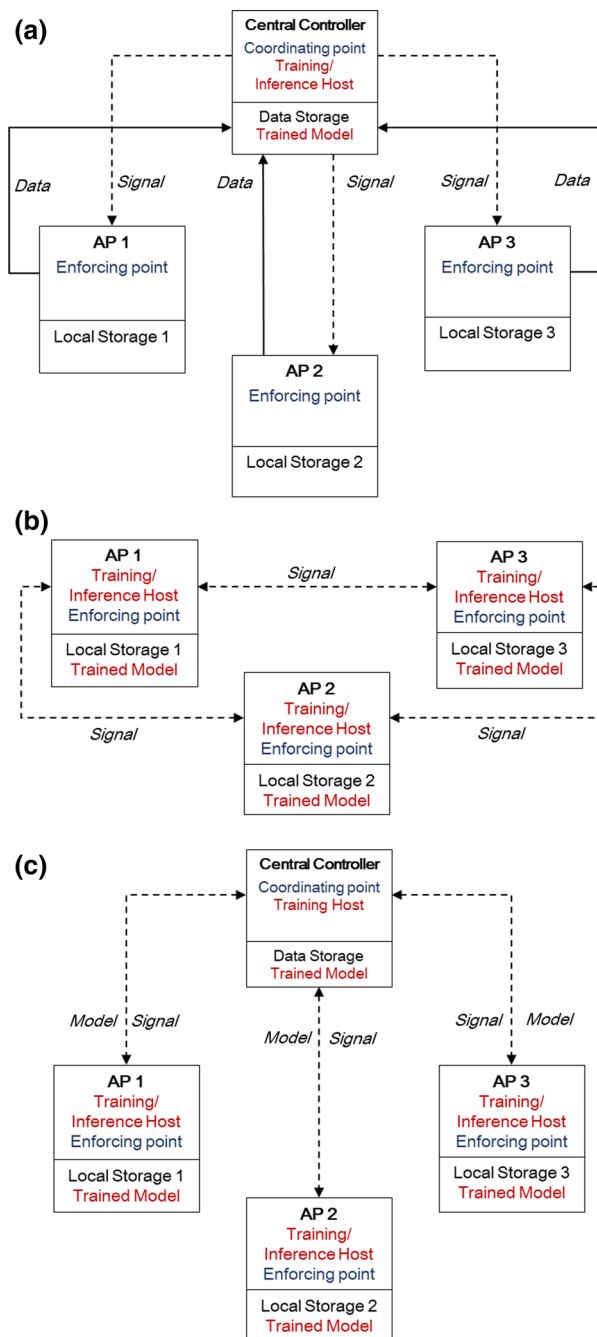 (a)
Central Controller
Coordinating point
Training/
Inference Host
Data Storage
Trained Model
Data
Signal
Data
Signal
Signal
Data
AP 1
Enforcing point
Local Storage 1
AP 3
Enforcing point
Local Storage 3
AP 2
Enforcing point
Local Storage 2
(b)
AP 1
Training/
Inference Host
Enforcing point
Local Storage 1
Trained Model
Signal
AP 3
Training/
Inference Host
Enforcing point
Local Storage 3
Trained Model
AP 2
Training/
Inference Host
Enforcing point
Local Storage 2
Trained Model
Signal
Signal
(c)
Central Controller
Coordinating point
Training Host
Data Storage
Trained Model
Model
Signal
Model
Signal
Signal
Model
AP 1
Training/
Inference Host
Enforcing point
Local Storage 1
Trained Model
AP 3
Training/
Inference Host
Enforcing point
Local Storage 3
Trained Model
AP 2
Training/
Inference Host
Enforcing point
Local Storage 2
Trained Model